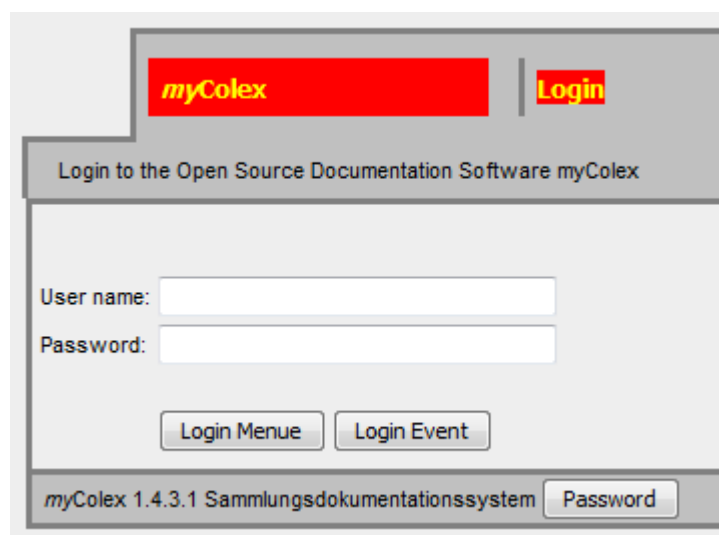 myColex Login
Login to the Open Source Documentation Software myColex
User name:
Password:
Login Menue Login Event
myColex 1.4.3.1 Sammlungsdokumentationssystem Password